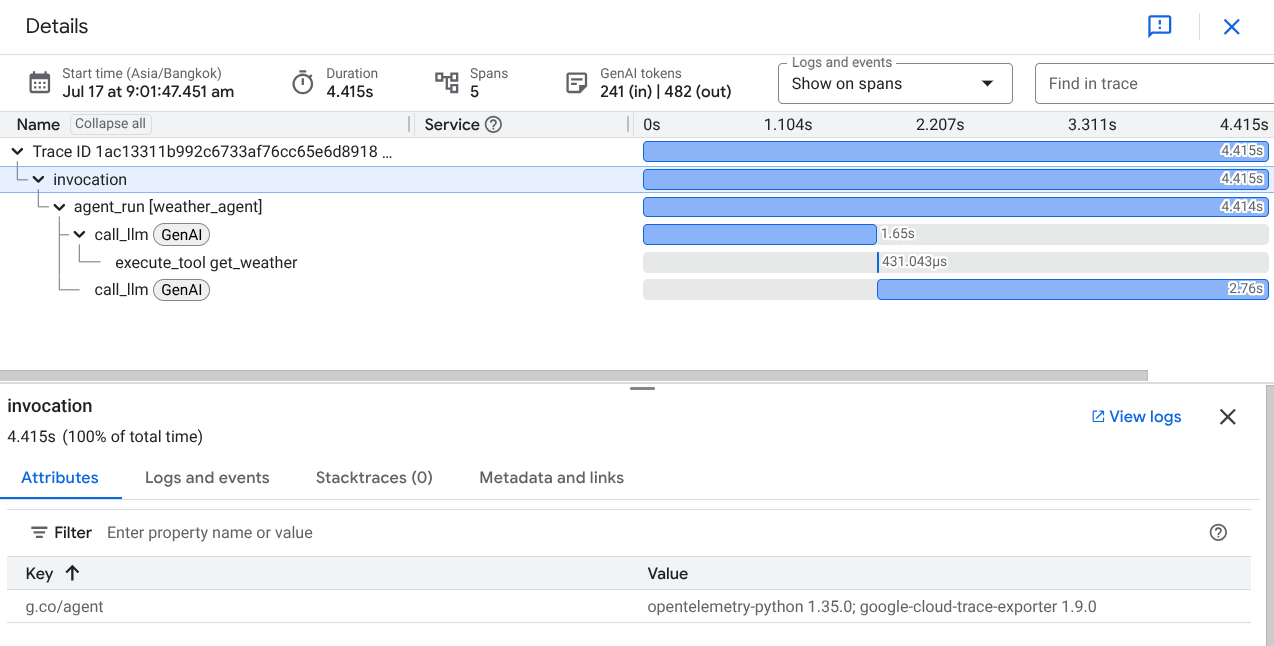 Details
Start time (Asia/Bangkok)
Jul 17 at 9:01:47.451 am
Duration
4.415s
Spans
5
GenAI tokens
241 (in) | 482 (out)
Logs and events
Show on spans
Find in trace
Name Collapse all Service 0s 1.104s 2.207s 3.311s 4.415s
Trace ID 1ac13311b992c6733af76cc65e6d8918 ... 4.415s
invocation 4.415s
agent_run [weather_agent] 4.414s
call_llm GenAI 1.65s
execute_tool get_weather 431.043µs
call_llm GenAI 2.76s
invocation
View logs
4.415s (100% of total time)
Attributes Logs and events Stacktraces (0) Metadata and links
Filter Enter property name or value
Key Value
g.co/agent opentelemetry-python 1.35.0; google-cloud-trace-exporter 1.9.0